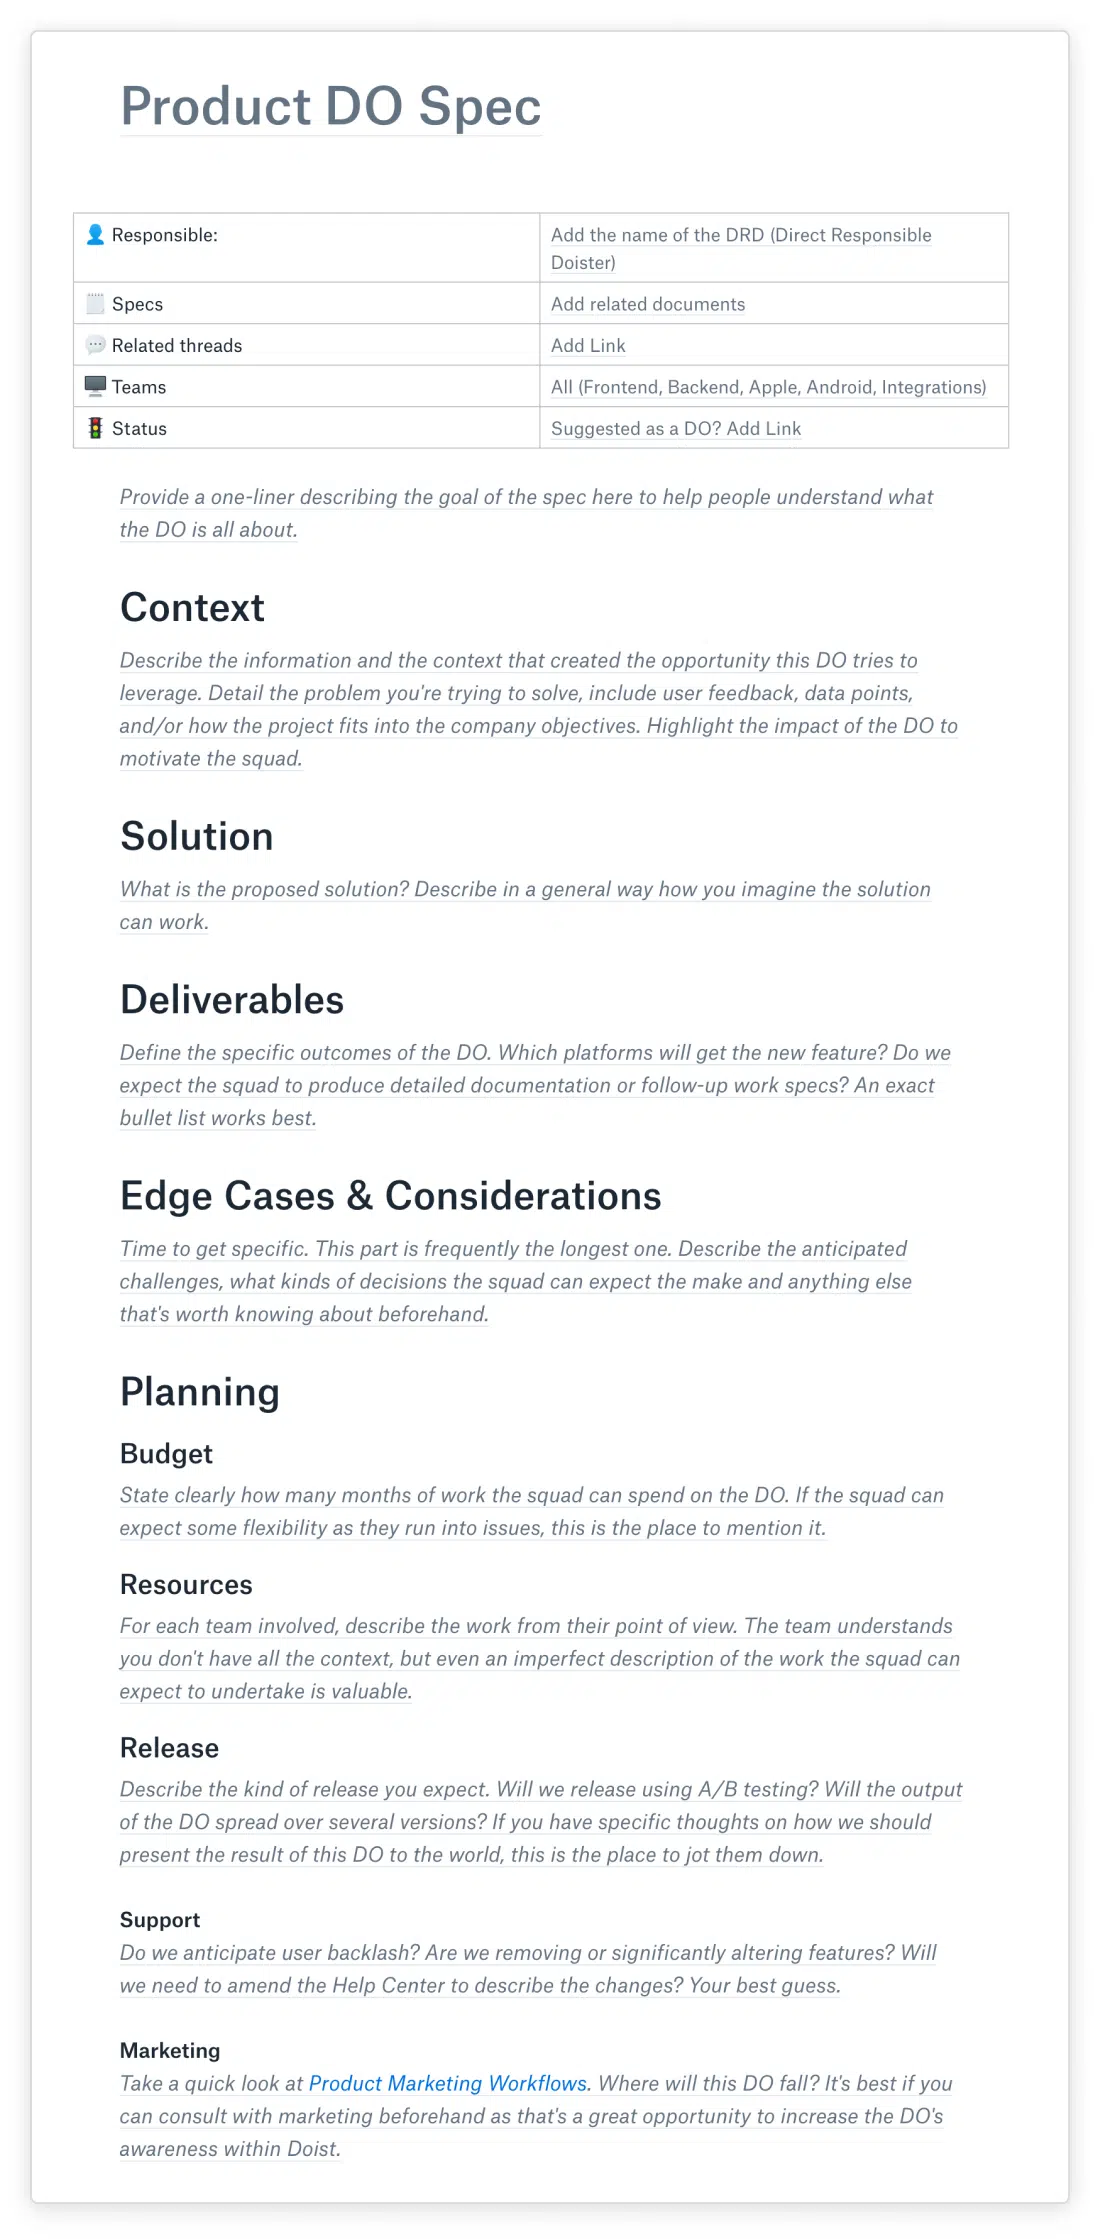 Product DO Spec
👤 Responsible:
Add the name of the DRD (Direct Responsible
Doister)
🗒️ Specs
Add related documents
💬 Related threads
Add Link
🖥️ Teams
All (Frontend, Backend, Apple, Android, Integrations)
🚦 Status
Suggested as a DO? Add Link
Provide a one-liner describing the goal of the spec here to help people understand what
the DO is all about.
Context
Describe the information and the context that created the opportunity this DO tries to
leverage. Detail the problem you're trying to solve, include user feedback, data points,
and/or how the project fits into the company objectives. Highlight the impact of the DO to
motivate the squad.
Solution
What is the proposed solution? Describe in a general way how you imagine the solution
can work.
Deliverables
Define the specific outcomes of the DO. Which platforms will get the new feature? Do we
expect the squad to produce detailed documentation or follow-up work specs? An exact
bullet list works best.
Edge Cases & Considerations
Time to get specific. This part is frequently the longest one. Describe the anticipated
challenges, what kinds of decisions the squad can expect the make and anything else
that's worth knowing about beforehand.
Planning
Budget
State clearly how many months of work the squad can spend on the DO. If the squad can
expect some flexibility as they run into issues, this is the place to mention it.
Resources
For each team involved, describe the work from their point of view. The team understands
you don't have all the context, but even an imperfect description of the work the squad can
expect to undertake is valuable.
Release
Describe the kind of release you expect. Will we release using A/B testing? Will the output
of the DO spread over several versions? If you have specific thoughts on how we should
present the result of this DO to the world, this is the place to jot them down.
Support
Do we anticipate user backlash? Are we removing or significantly altering features? Will
we need to amend the Help Center to describe the changes? Your best guess.
Marketing
Take a quick look at Product Marketing Workflows. Where will this DO fall? It's best if you
can consult with marketing beforehand as that's a great opportunity to increase the DO's
awareness within Doist.